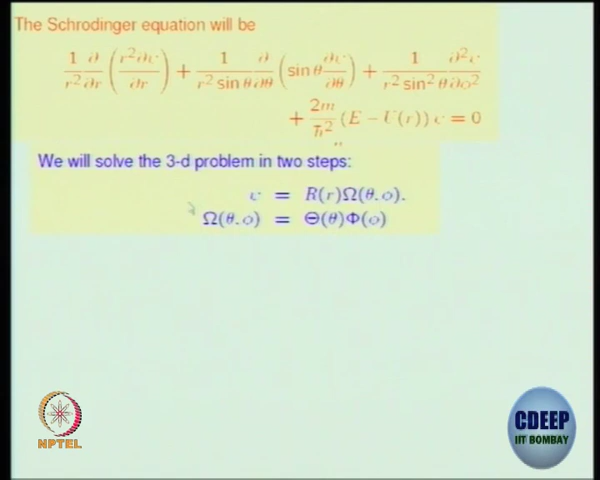 The Schrodinger equation will be
1/r² ∂/∂r (r²∂ψ/∂r) + 1/(r² sin θ) ∂/∂θ (sin θ ∂ψ/∂θ) + 1/(r² sin² θ) ∂²ψ/∂φ²
+ 2m/ħ² (E − U(r)) ψ = 0
We will solve the 3-d problem in two steps:
ψ = R(r)Ω(θ,φ).
Ω(θ,φ) = Θ(θ)Φ(φ)
NPTEL
CDEEP
IIT BOMBAY